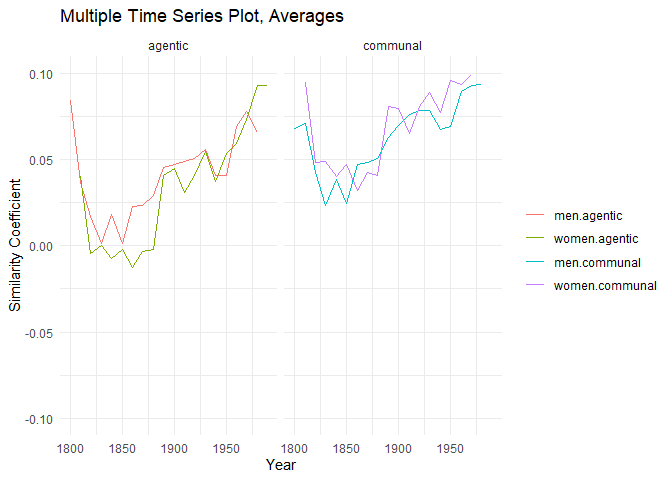 Multiple Time Series Plot, Averages
agentic
communal
0.10
0.05
0.00
-0.05
-0.10
Similarity Coefficient
1800 1850 1900 1950
1800 1850 1900 1950
Year
men.agentic
women.agentic
men.communal
women.communal